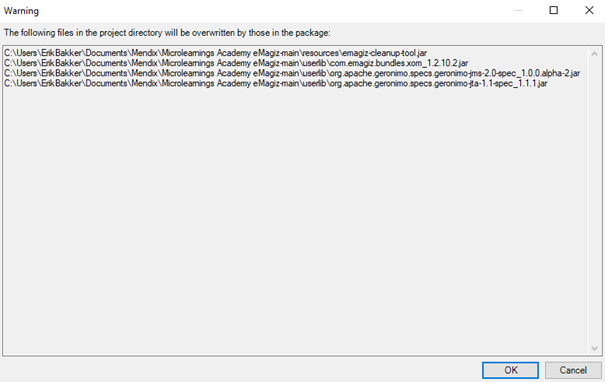 Warning
The following files in the project directory will be overwritten by those in the package:
C:\Users\ErikBakker\Documents\Mendix\Microlearnings Academy eMagiz-main\resources\emagiz-cleanup-tool.jar
C:\Users\ErikBakker\Documents\Mendix\Microlearnings Academy eMagiz-main\userlib\com.emagiz.bundles.xom_1.2.10.2.jar
C:\Users\ErikBakker\Documents\Mendix\Microlearnings Academy eMagiz-main\userlib\org.apache.geronimo.specs.geronimo-jms-2.0-spec_1.0.0.alpha-2.jar
C:\Users\ErikBakker\Documents\Mendix\Microlearnings Academy eMagiz-main\userlib\org.apache.geronimo.specs.geronimo-jta-1.1-spec_1.1.1.jar
OK
Cancel